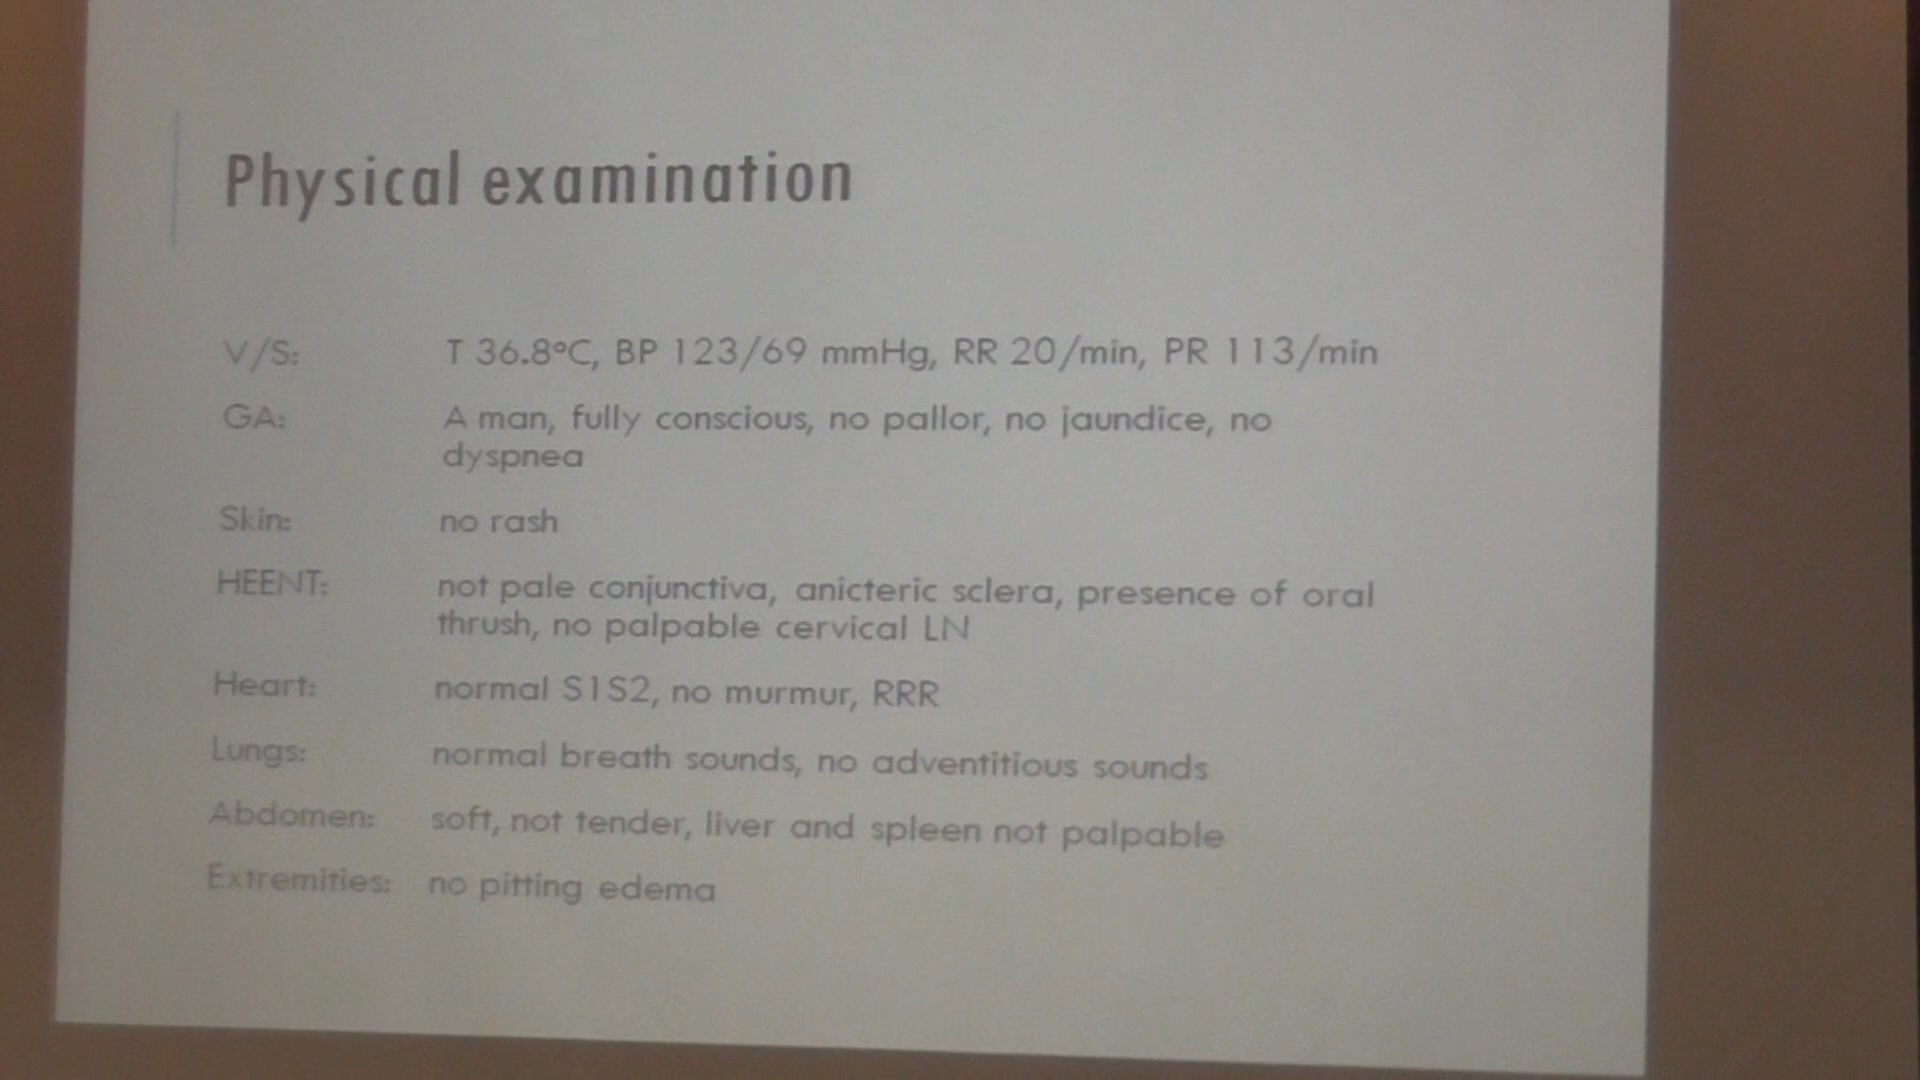 Physical examination
V/S: T 36.8°C, BP 123/69 mmHg, RR 20/min, PR 113/min
GA: A man, fully conscious, no pallor, no jaundice, no
dyspnea
Skin: no rash
HEENT: not pale conjunctiva, anicteric sclera, presence of oral
thrush, no palpable cervical LN
Heart: normal S1S2, no murmur, RRR
Lungs: normal breath sounds, no adventitious sounds
Abdomen: soft, not tender, liver and spleen not palpable
Extremities: no pitting edema